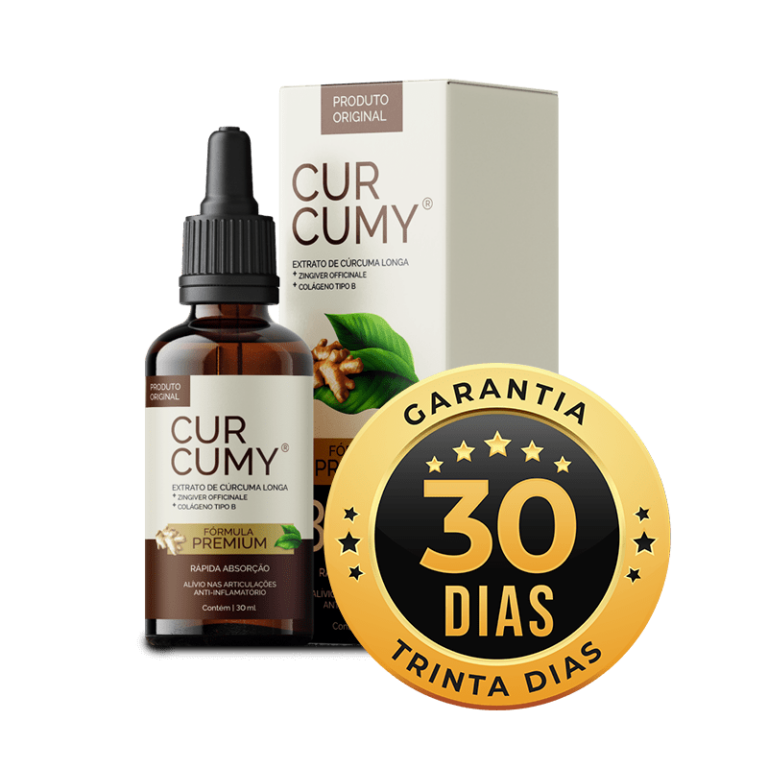 PRODUTO
ORIGINAL
CUR
CUMY®
EXTRATO DE CÚRCUMA LONGA
+ ZINGIVER OFFICINALE
+ COLÁGENO TIPO B
PRODUTO
ORIGINAL
CUR
CUMY®
EXTRATO DE CÚRCUMA LONGA
+ ZINGIVER OFFICINALE
+ COLÁGENO TIPO B
FÓRMULA
PREMIUM
RÁPIDA ABSORÇÃO
ALÍVIO NAS ARTICULAÇÕES
ANTI-INFLAMATÓRIO
Contém | 30 ml
GARANTIA
30
DIAS
TRINTA DIAS